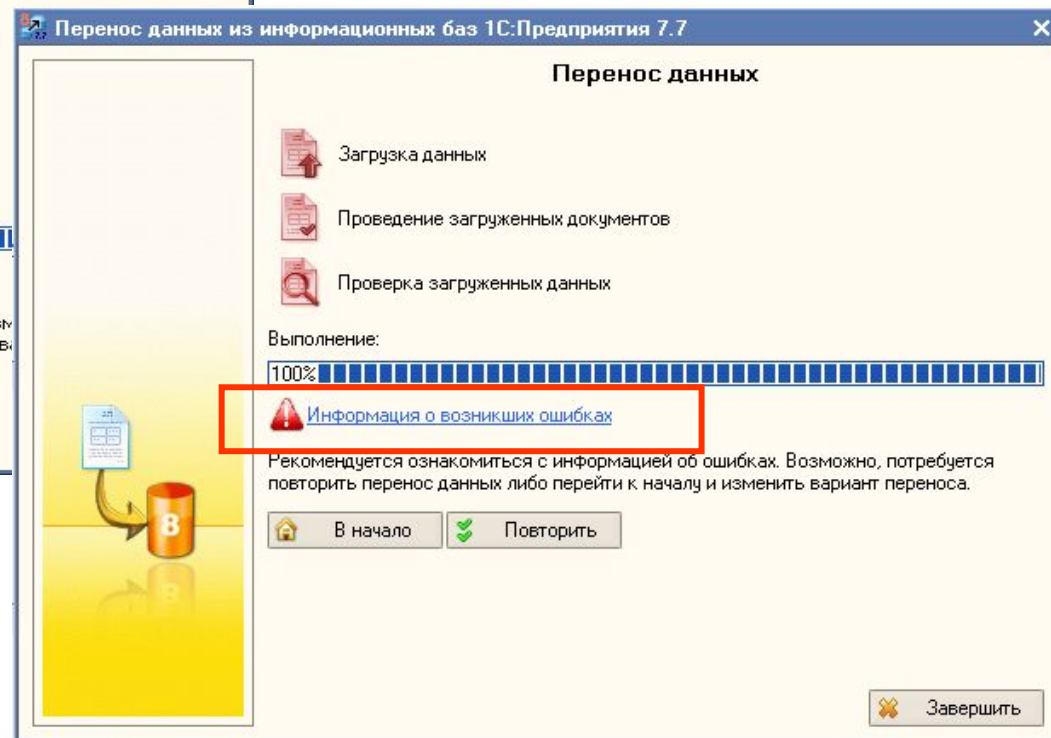 Перенос данных из информационных баз 1С:Предприятия 7.7
Перенос данных
Загрузка данных
Проведение загруженных документов
Проверка загруженных данных
Выполнение:
100%
Информация о возникших ошибках
Рекомендуется ознакомиться с информацией об ошибках. Возможно, потребуется
повторить перенос данных либо перейти к началу и изменить вариант переноса.
8
В начало
Повторить
Завершить